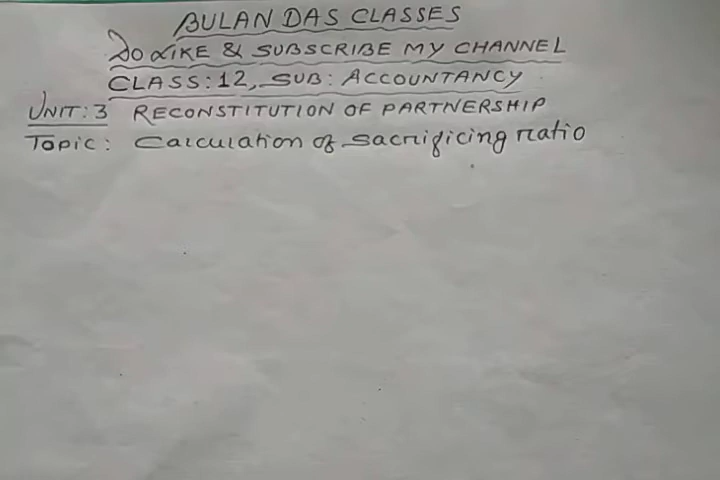 BULAN DAS CLASSES
Do LIKE & SUBSCRIBE MY CHANNEL
CLASS: 12, SUB: ACCOUNTANCY
UNIT: 3 RECONSTITUTION OF PARTNERSHIP
Topic: Calculation of sacrificing ratio